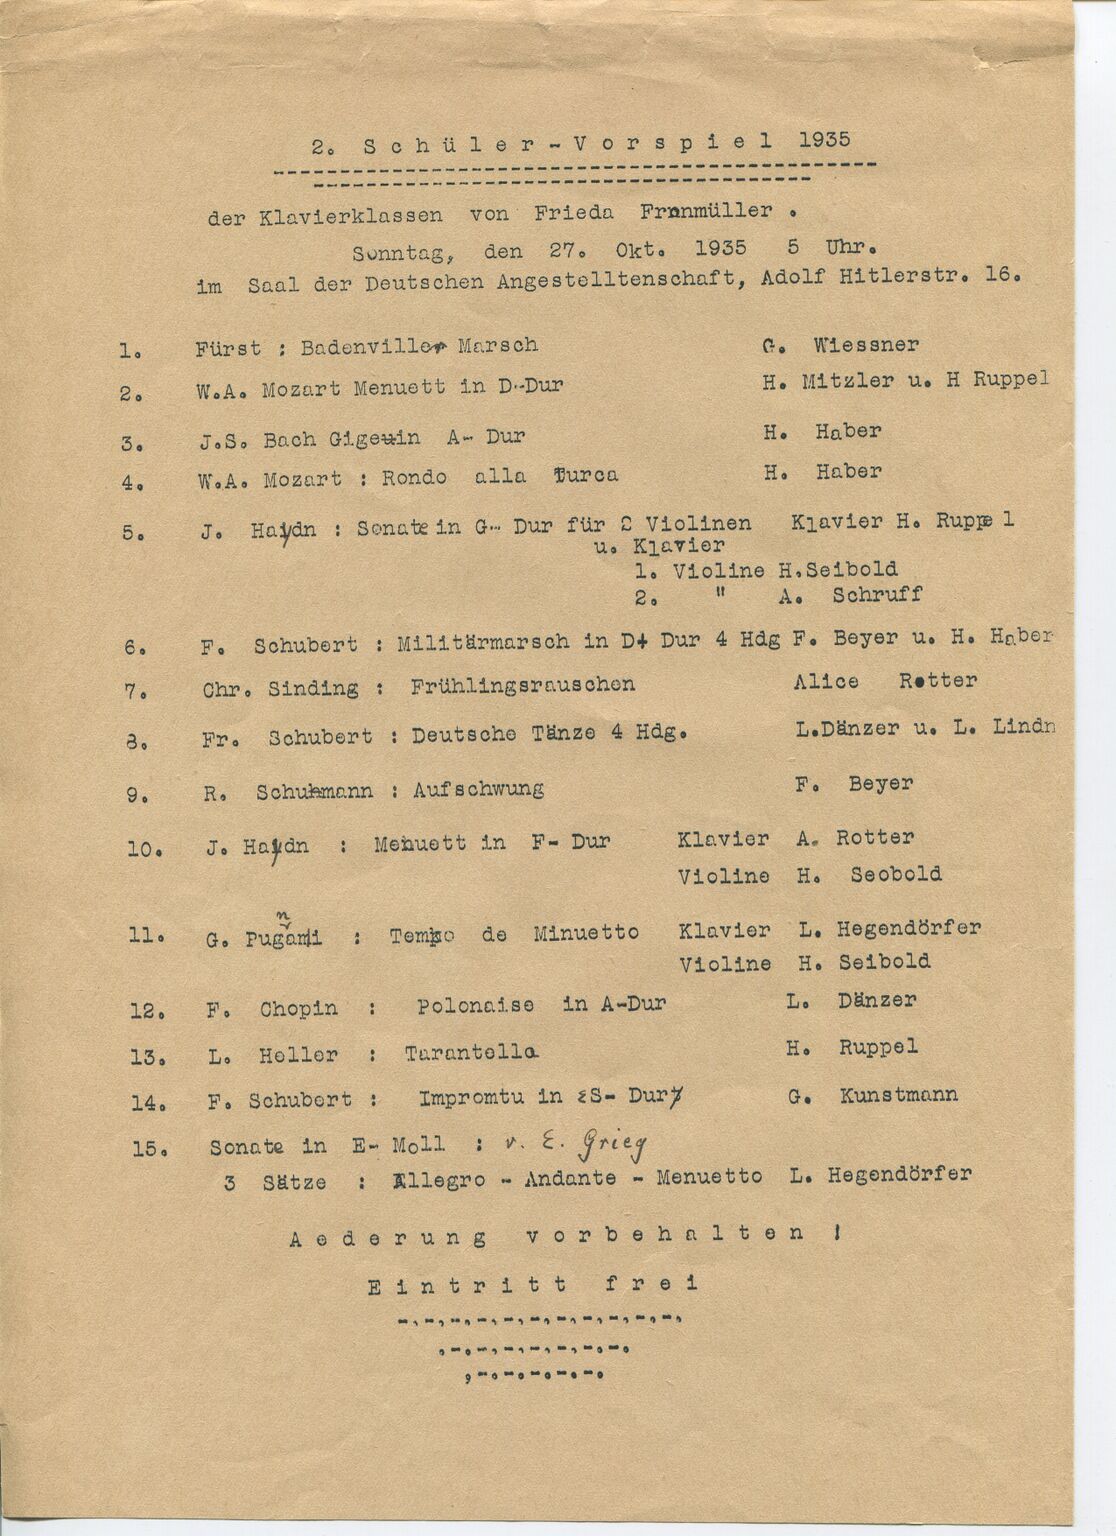 2. Schüler-Vorspiel 1935
der Klavierklassen von Frieda Fronmüller .
Sonntag, den 27. Okt. 1935 5 Uhr.
im Saal der Deutschen Angestelltenschaft, Adolf Hitlerstr. 16.
1. Fürst : Badenviller Marsch G. Wiessner
2. W.A. Mozart Menuett in D-Dur H. Mitzler u. H Ruppel
3. J.S. Bach Gige in A- Dur H. Haber
4. W.A. Mozart : Rondo alla Turca H. Haber
5. J. Haydn : Sonate in G- Dur für 2 Violinen Klavier H. Ruppel
u. Klavier
1. Violine H.Seibold
2. " A. Schruff
6. F. Schubert : Militärmarsch in D+ Dur 4 Hdg F. Beyer u. H. Haber
7. Chr. Sinding : Frühlingsrauschen Alice Rotter
8. Fr. Schubert : Deutsche Tänze 4 Hdg. L.Dänzer u. L. Lindn
9. R. Schumann : Aufschwung F. Beyer
10. J. Haydn : Menuett in F- Dur Klavier A. Rotter
Violine H. Seobold
11. G. Pugnani : Tempo de Minuetto Klavier L. Hegendörfer
Violine H. Seibold
12. F. Chopin : Polonaise in A-Dur L. Dänzer
13. L. Heller : Tarantella H. Ruppel
14. F. Schubert : Impromtu in ES- Dur G. Kunstmann
15. Sonate in E- Moll : v. E. Grieg
3 Sätze : Allegro - Andante - Menuetto L. Hegendörfer
Aederung vorbehalten !
Eintritt frei